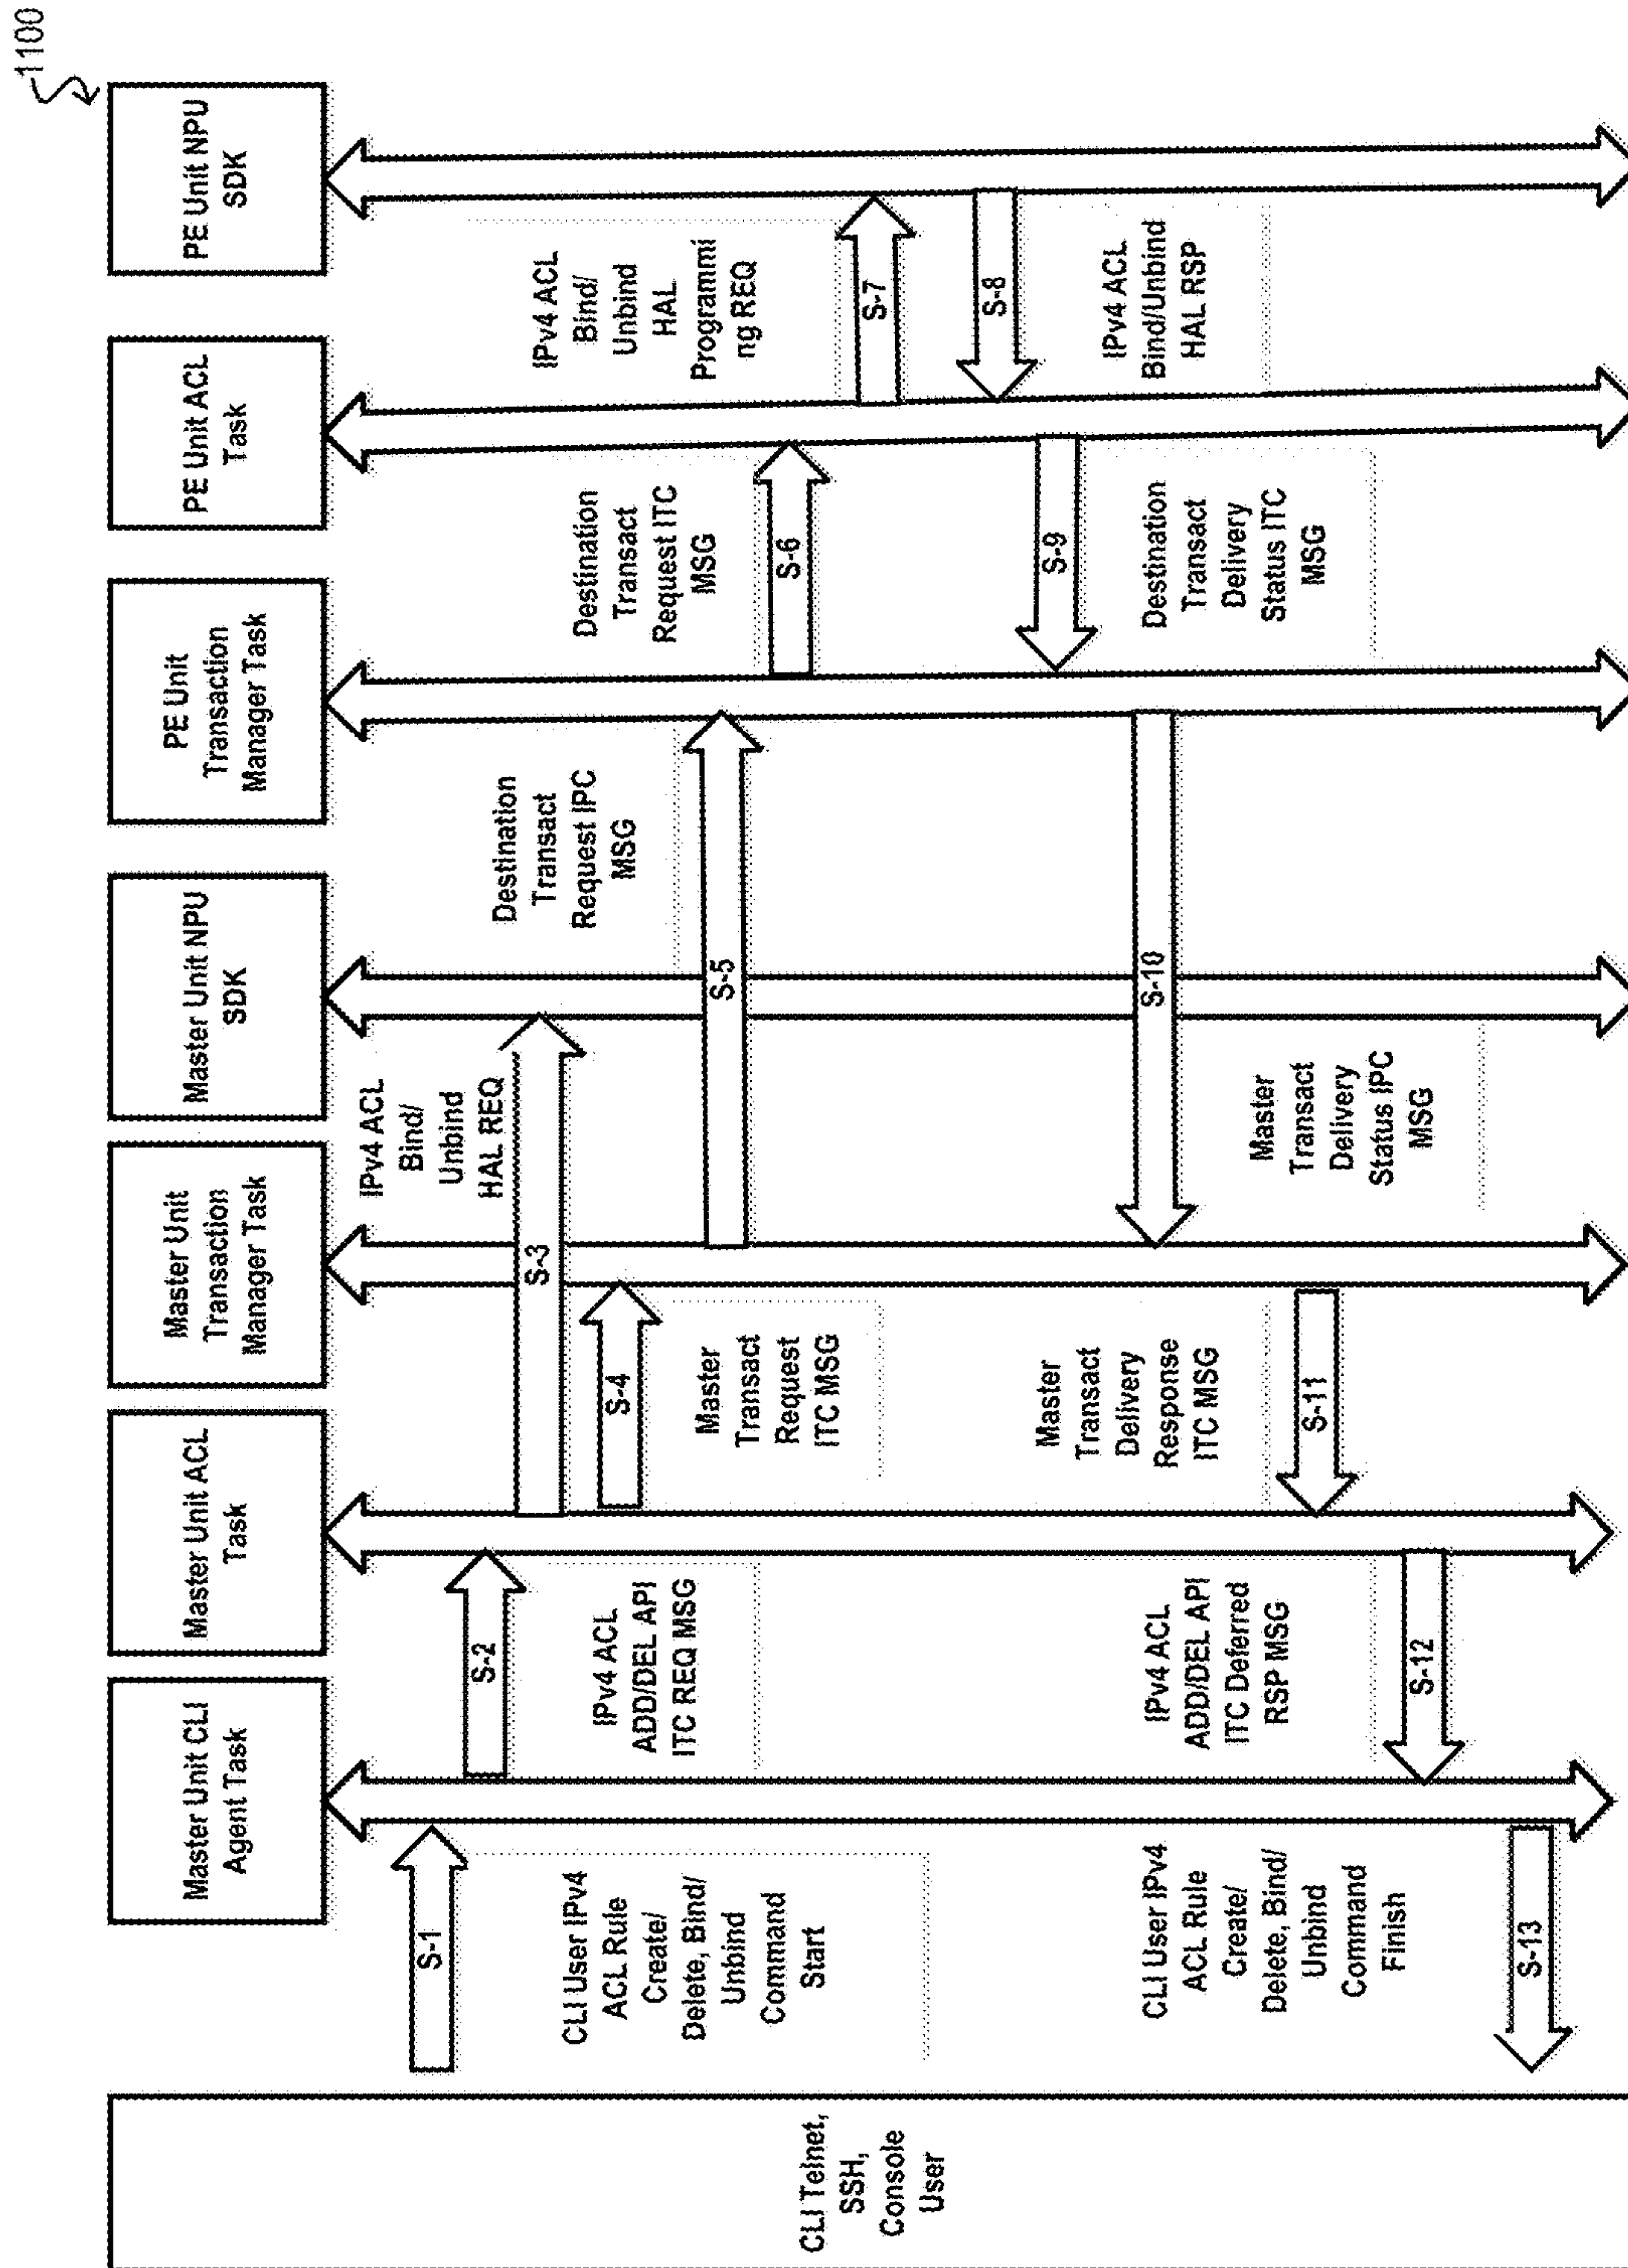 1100
CLI Telnet,
SSH,
Console
User
Master Unit CLI
Agent Task
Master Unit ACL
Task
Master Unit
Transaction
Manager Task
Master Unit NPU
SDK
PE Unit
Transaction
Manager Task
PE Unit ACL
Task
PE Unit NPU
SDK
S-1
CLI User IPv4
ACL Rule
Create/
Delete, Bind/
Unbind
Command
Start
S-2
IPv4 ACL
ADD/DEL API
ITC REQ MSG
IPv4 ACL
Bind/
Unbind
HAL REQ
S-3
S-4
Master
Transact
Request
ITC MSG
Destination
Transact
Request IPC
MSG
S-5
Destination
Transact
Request ITC
MSG
S-6
IPv4 ACL
Bind/
Unbind
HAL
Programmi
ng REQ
S-7
S-8
IPv4 ACL
Bind/Unbind
HAL RSP
S-9
Destination
Transact
Delivery
Status ITC
MSG
S-10
Master
Transact
Delivery
Status IPC
MSG
Master
Transact
Delivery
Response
ITC MSG
S-11
IPv4 ACL
ADD/DEL API
ITC Deferred
RSP MSG
S-12
CLI User IPv4
ACL Rule
Create/
Delete, Bind/
Unbind
Command
Finish
S-13